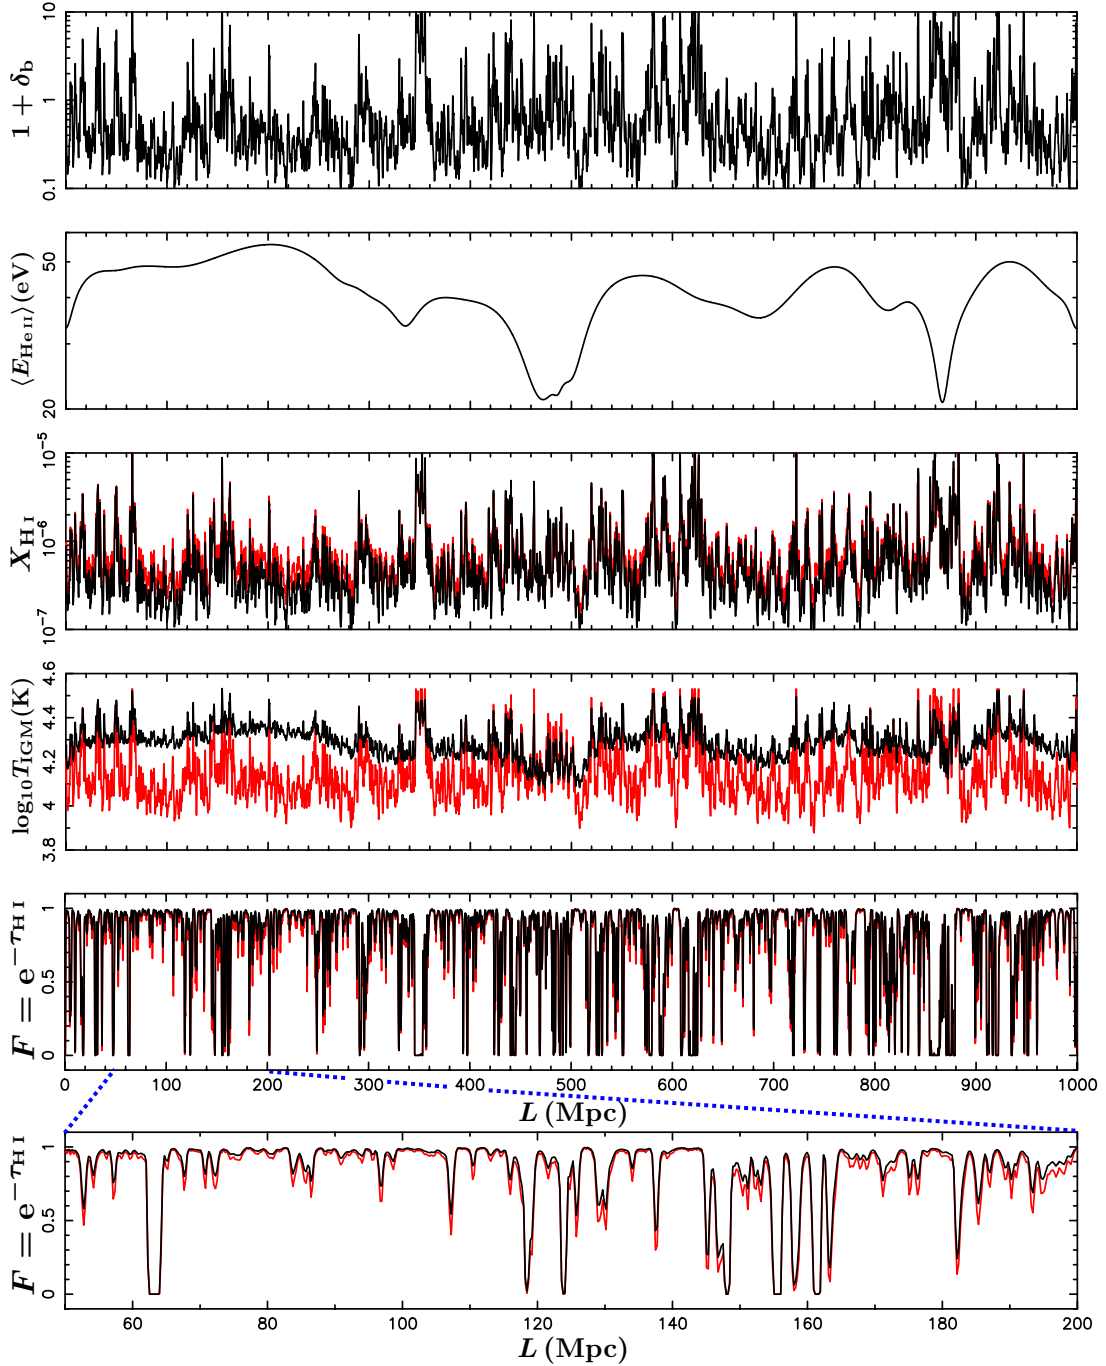 1 + δb
10
1
0.1
⟨EHe II⟩(eV)
50
20
XH I
10−5
10−6
10−7
log10TIGM(K)
4.6
4.4
4.2
4
3.8
F = e−τH I
1
0.5
0
0 100 200 300 400 500 600 700 800 900 1000
L (Mpc)
F = e−τH I
1
0.5
0
60 80 100 120 140 160 180 200
L (Mpc)